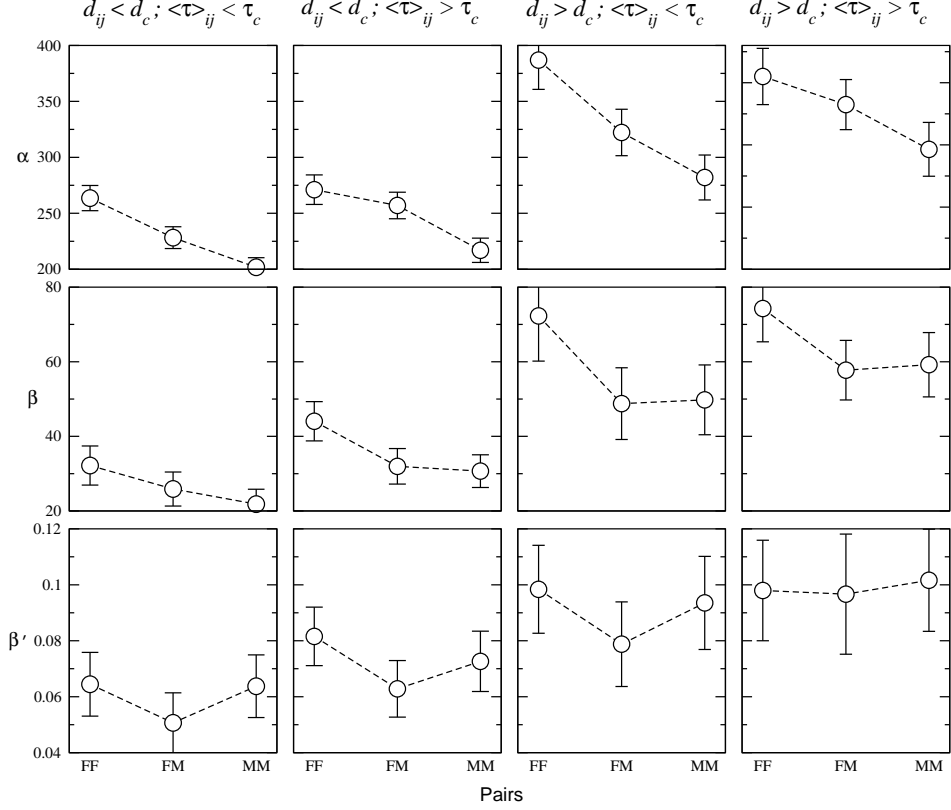 d_ij < d_c ; <τ>_ij < τ_c
d_ij < d_c ; <τ>_ij > τ_c
d_ij > d_c ; <τ>_ij < τ_c
d_ij > d_c ; <τ>_ij > τ_c
400
350
300
250
200
α
80
60
40
20
β
0.12
0.1
0.08
0.06
0.04
β′
FF FM MM
FF FM MM
FF FM MM
FF FM MM
Pairs